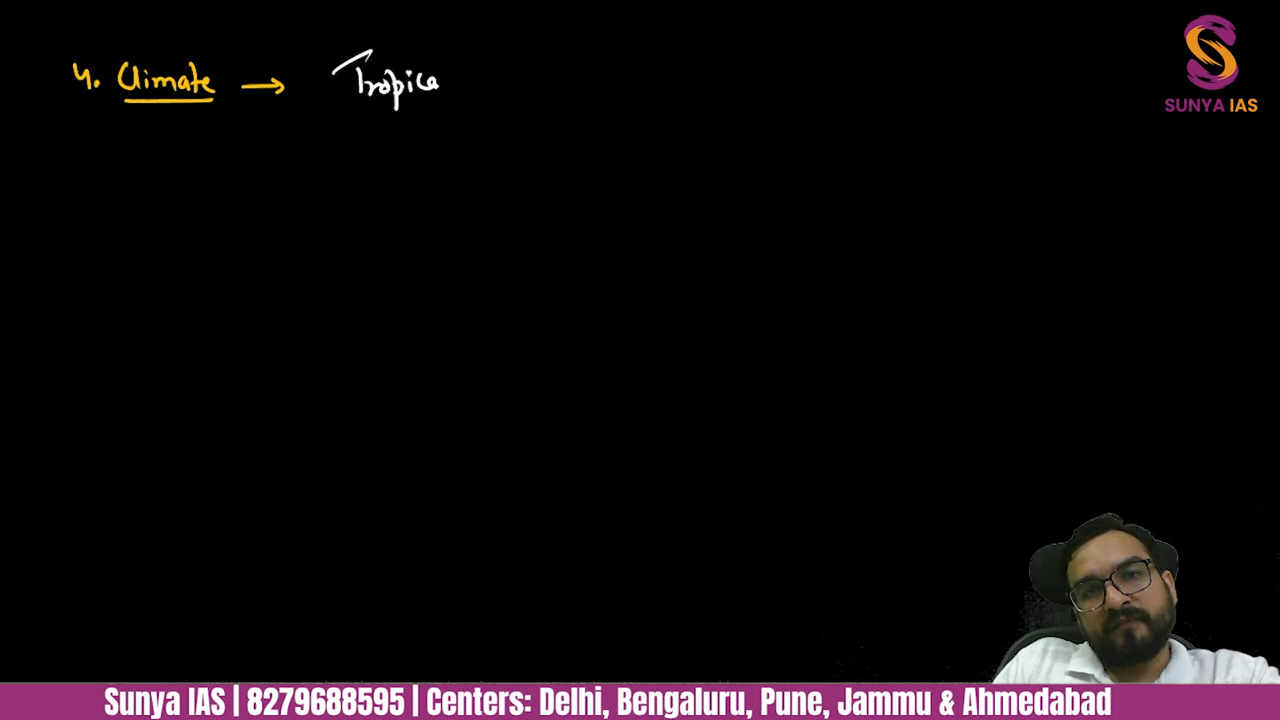 SUNYA IAS
4. Climate → Tropica
Sunya IAS | 8279688595 | Centers: Delhi, Bengaluru, Pune, Jammu & Ahmedabad